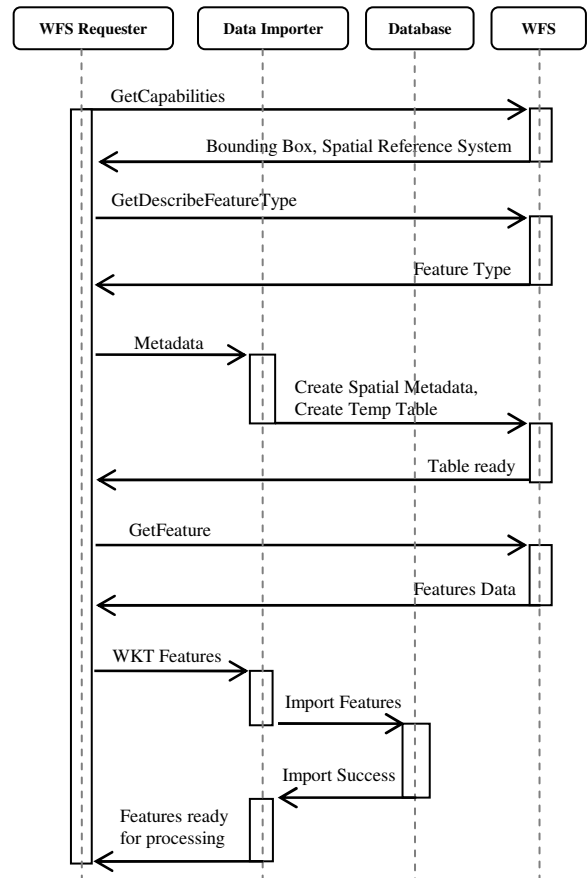 WFS Requester
Data Importer
Database
WFS
GetCapabilities
Bounding Box, Spatial Reference System
GetDescribeFeatureType
Feature Type
Metadata
Create Spatial Metadata,
Create Temp Table
Table ready
GetFeature
Features Data
WKT Features
Import Features
Import Success
Features ready
for processing